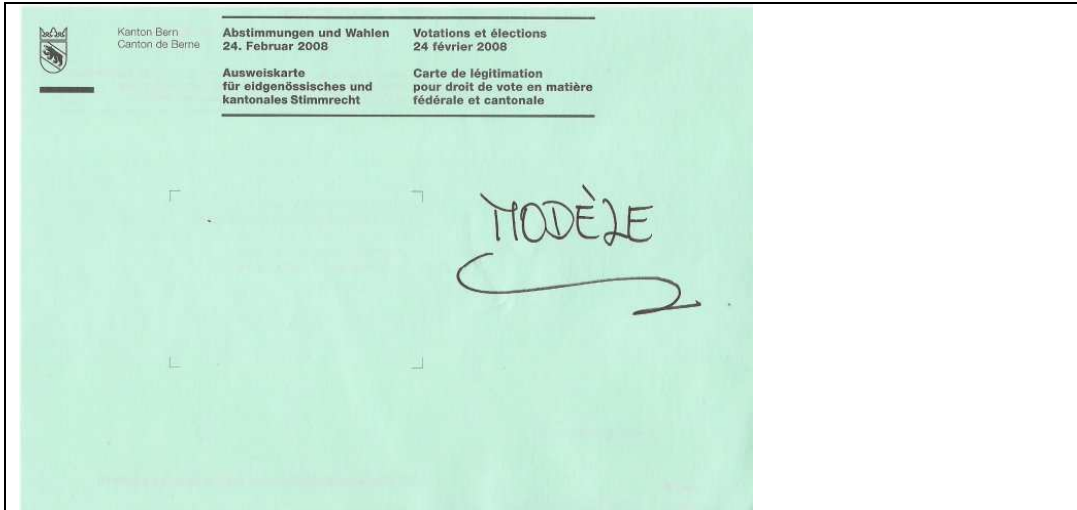 Kanton Bern
Canton de Berne
Abstimmungen und Wahlen
24. Februar 2008
Ausweiskarte
für eidgenössisches und
kantonales Stimmrecht
Votations et élections
24 février 2008
Carte de légitimation
pour droit de vote en matière
fédérale et cantonale
MODÈLE